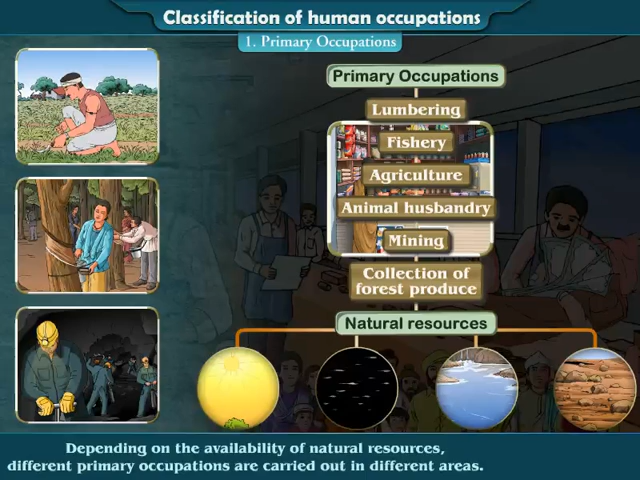 Classification of human occupations
1. Primary Occupations
Primary Occupations
Lumbering
Fishery
Agriculture
Animal husbandry
Mining
Collection of
forest produce
Natural resources
Depending on the availability of natural resources,
different primary occupations are carried out in different areas.